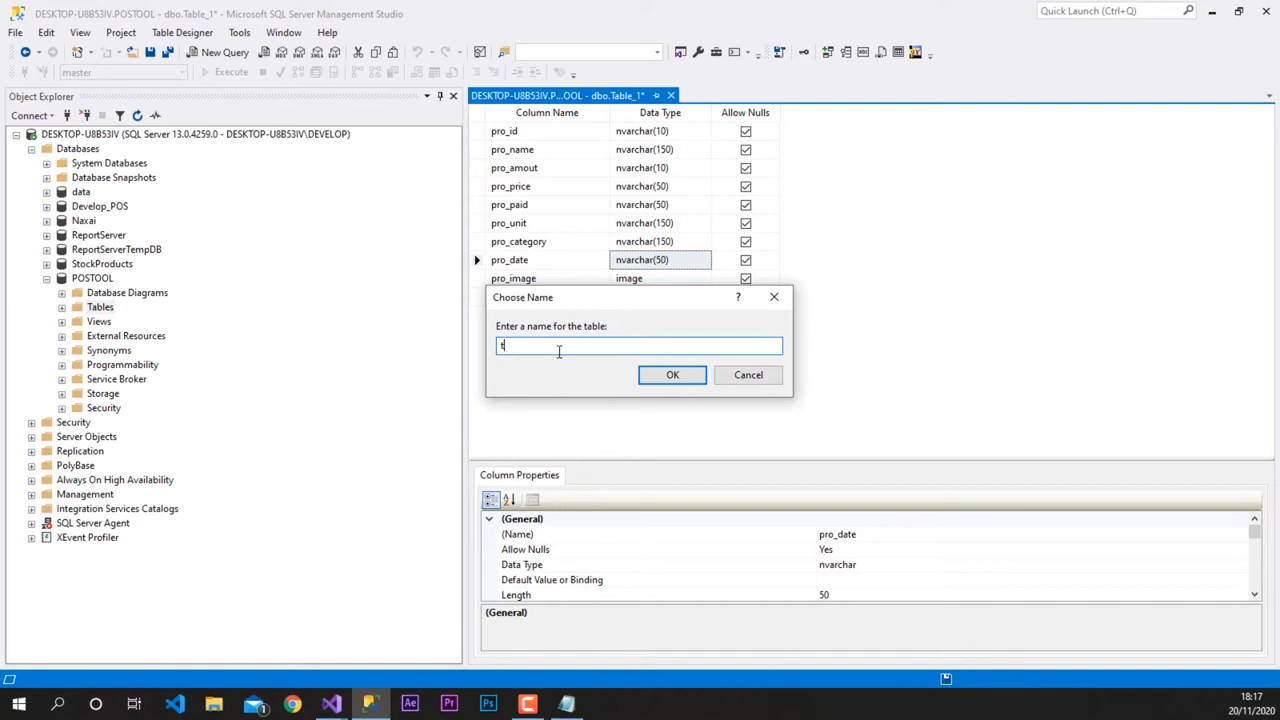 DESKTOP-U8B53IV.POSTOOL - dbo.Table_1* - Microsoft SQL Server Management Studio
Quick Launch (Ctrl+Q)
File Edit View Project Table Designer Tools Window Help
New Query
master Execute
Object Explorer
Connect
DESKTOP-U8B53IV (SQL Server 13.0.4259.0 - DESKTOP-U8B53IV\DEVELOP)
Databases
System Databases
Database Snapshots
data
Develop_POS
Naxai
ReportServer
ReportServerTempDB
StockProducts
POSTOOL
Database Diagrams
Tables
Views
External Resources
Synonyms
Programmability
Service Broker
Storage
Security
Security
Server Objects
Replication
PolyBase
Always On High Availability
Management
Integration Services Catalogs
SQL Server Agent
XEvent Profiler
DESKTOP-U8B53IV.P...OOL - dbo.Table_1*
Column Name Data Type Allow Nulls
pro_id nvarchar(10)
pro_name nvarchar(150)
pro_amout nvarchar(10)
pro_price nvarchar(50)
pro_paid nvarchar(50)
pro_unit nvarchar(150)
pro_category nvarchar(150)
pro_date nvarchar(50)
pro_image image
Choose Name ?
Enter a name for the table:
t
OK Cancel
Column Properties
(General)
(Name) pro_date
Allow Nulls Yes
Data Type nvarchar
Default Value or Binding
Length 50
(General)
18:17
20/11/2020